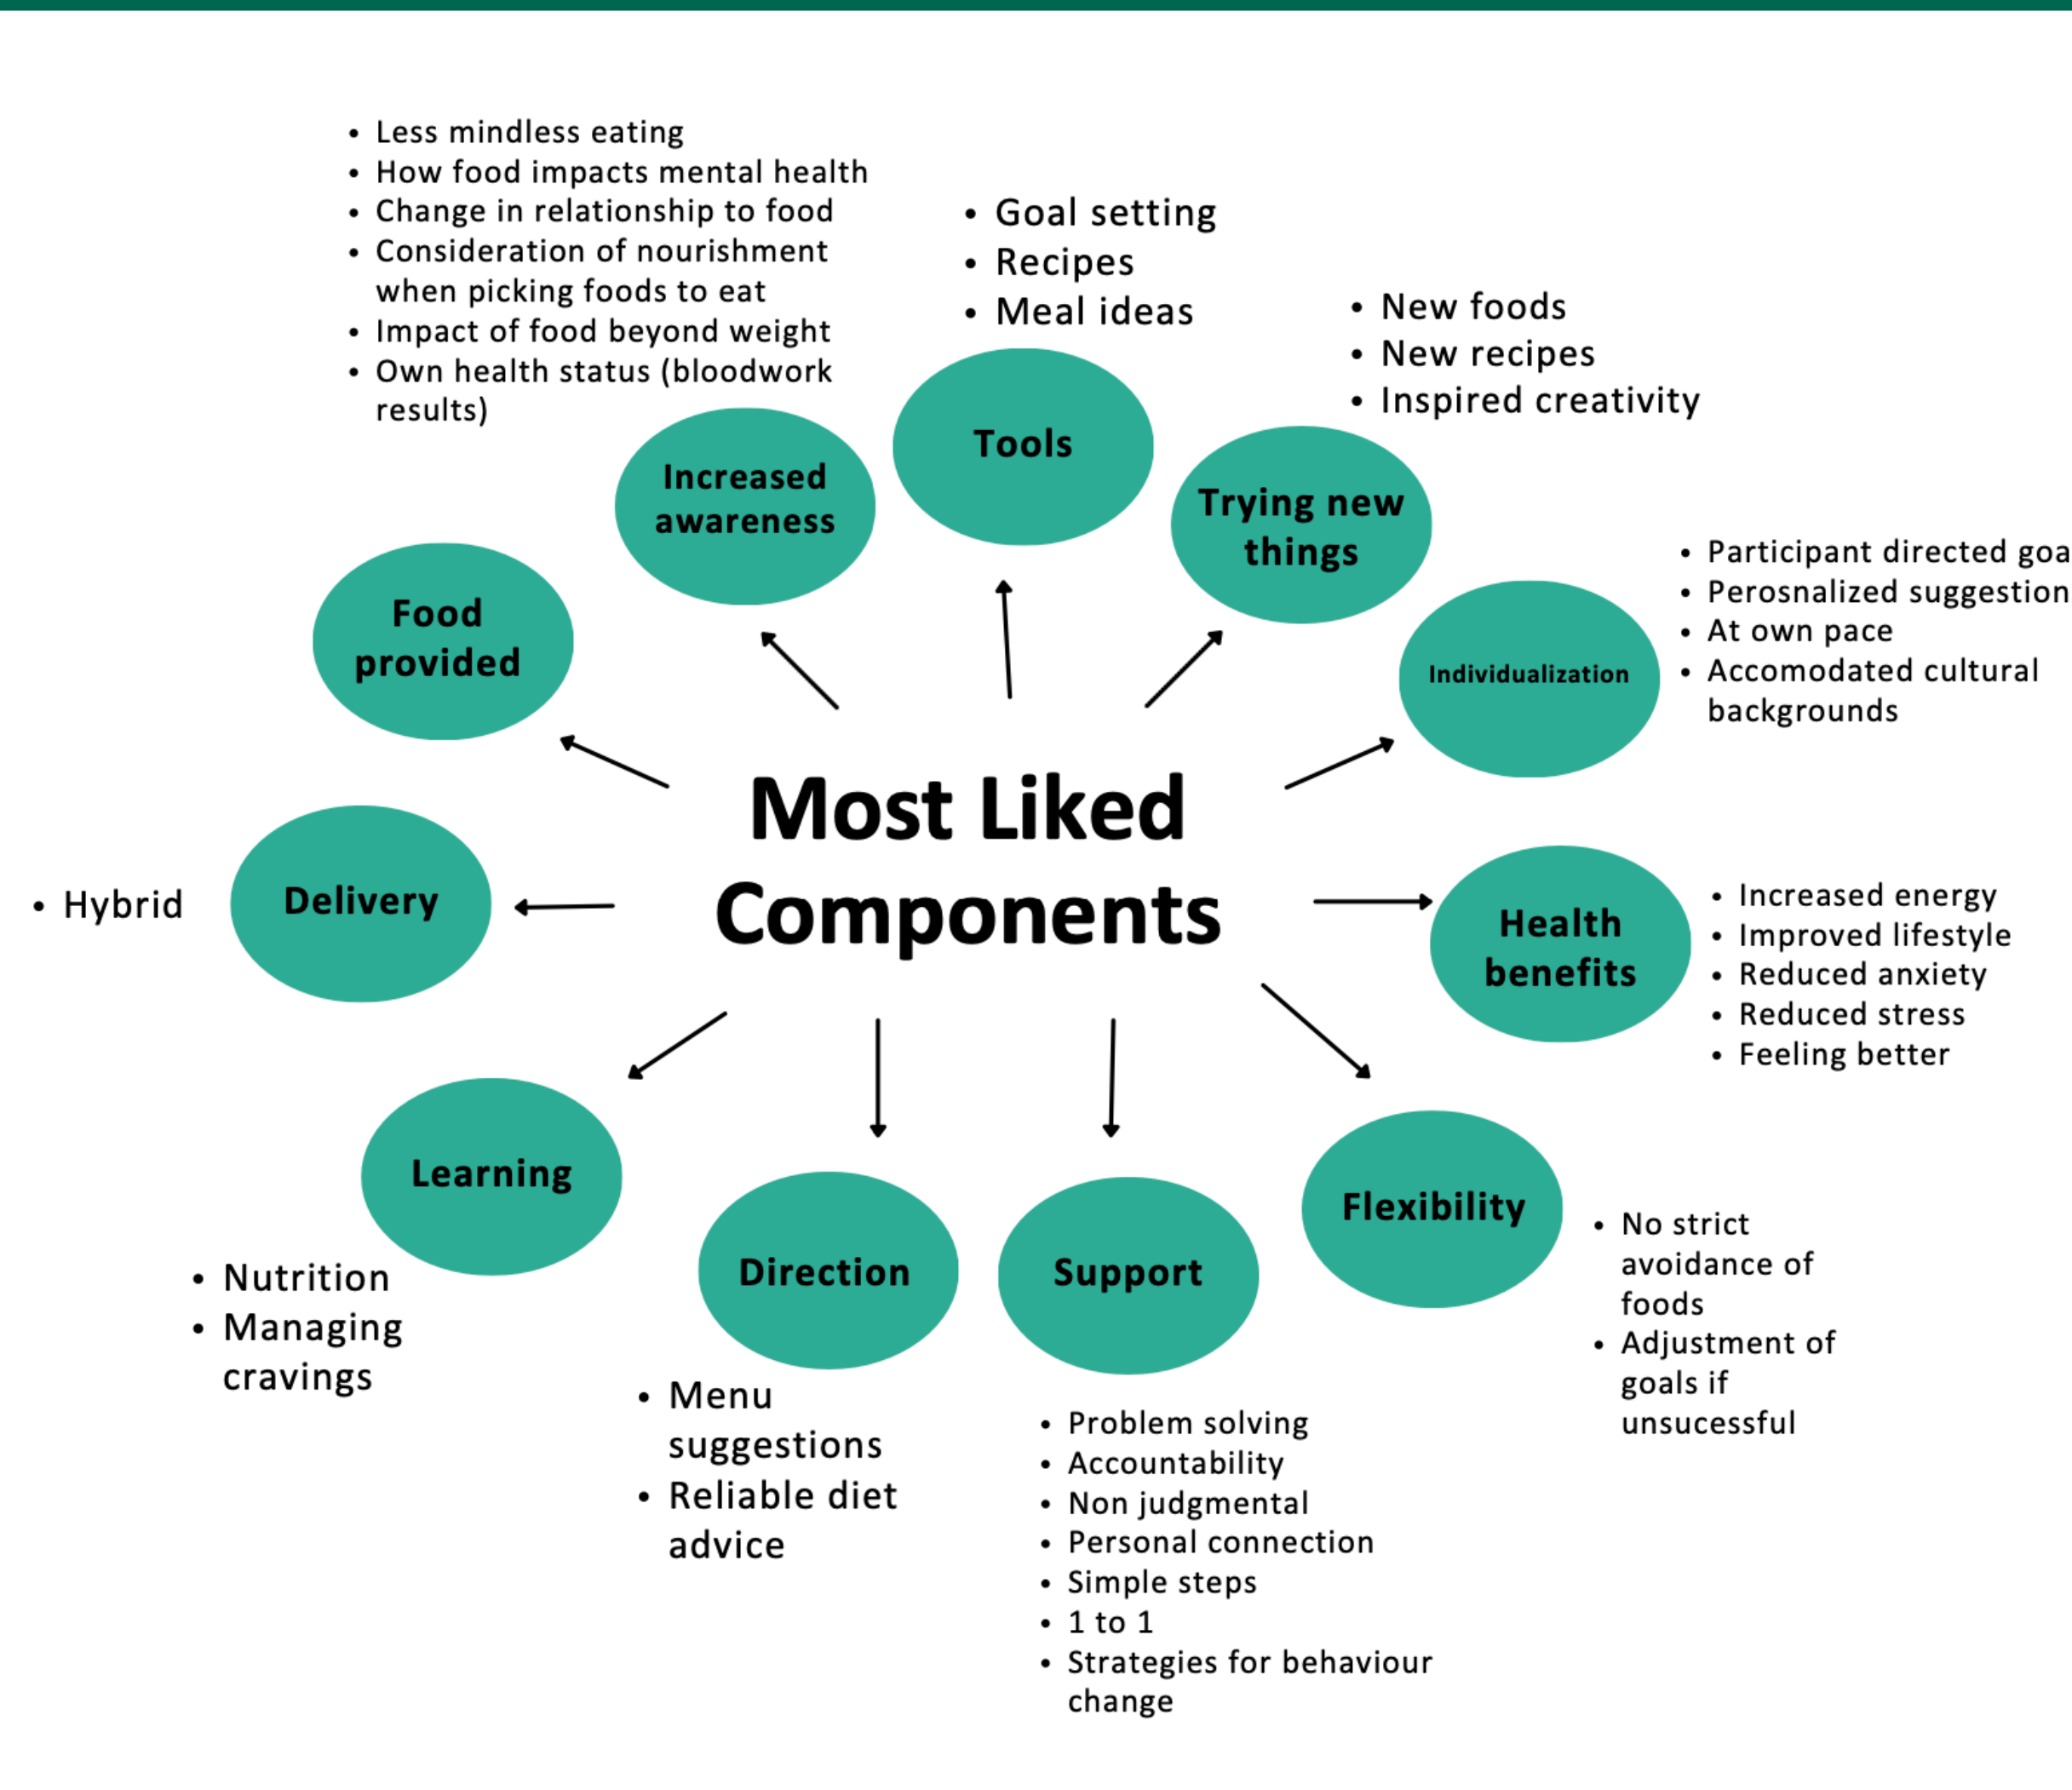 • Less mindless eating
• How food impacts mental health
• Change in relationship to food
• Consideration of nourishment
when picking foods to eat
• Impact of food beyond weight
• Own health status (bloodwork
results)
Increased
awareness
• Goal setting
• Recipes
• Meal ideas
Tools
• New foods
• New recipes
• Inspired creativity
Trying new
things
• Participant directed goa
• Perosnalized suggestion
• At own pace
• Accomodated cultural
backgrounds
Individualization
Food
provided
Most Liked
Components
• Hybrid
Delivery
Health
benefits
• Increased energy
• Improved lifestyle
• Reduced anxiety
• Reduced stress
• Feeling better
Learning
• Nutrition
• Managing
cravings
Direction
• Menu
suggestions
• Reliable diet
advice
Support
• Problem solving
• Accountability
• Non judgmental
• Personal connection
• Simple steps
• 1 to 1
• Strategies for behaviour
change
Flexibility
• No strict
avoidance of
foods
• Adjustment of
goals if
unsucessful